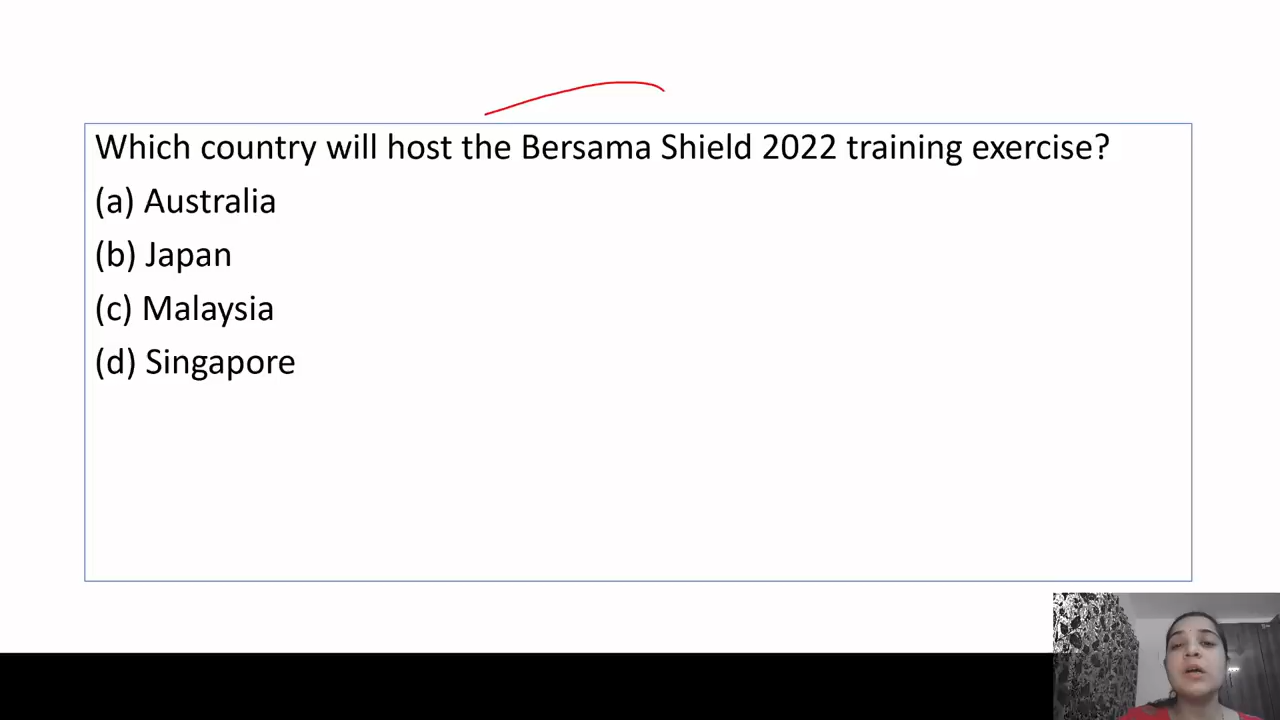 Which country will host the Bersama Shield 2022 training exercise?
(a) Australia
(b) Japan
(c) Malaysia
(d) Singapore